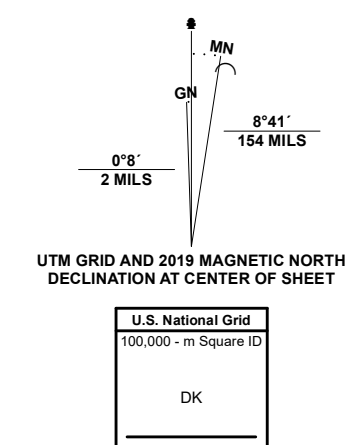 MN
GN
8°41´
154 MILS
0°8´
2 MILS
UTM GRID AND 2019 MAGNETIC NORTH
DECLINATION AT CENTER OF SHEET
U.S. National Grid
100,000 - m Square ID
DK